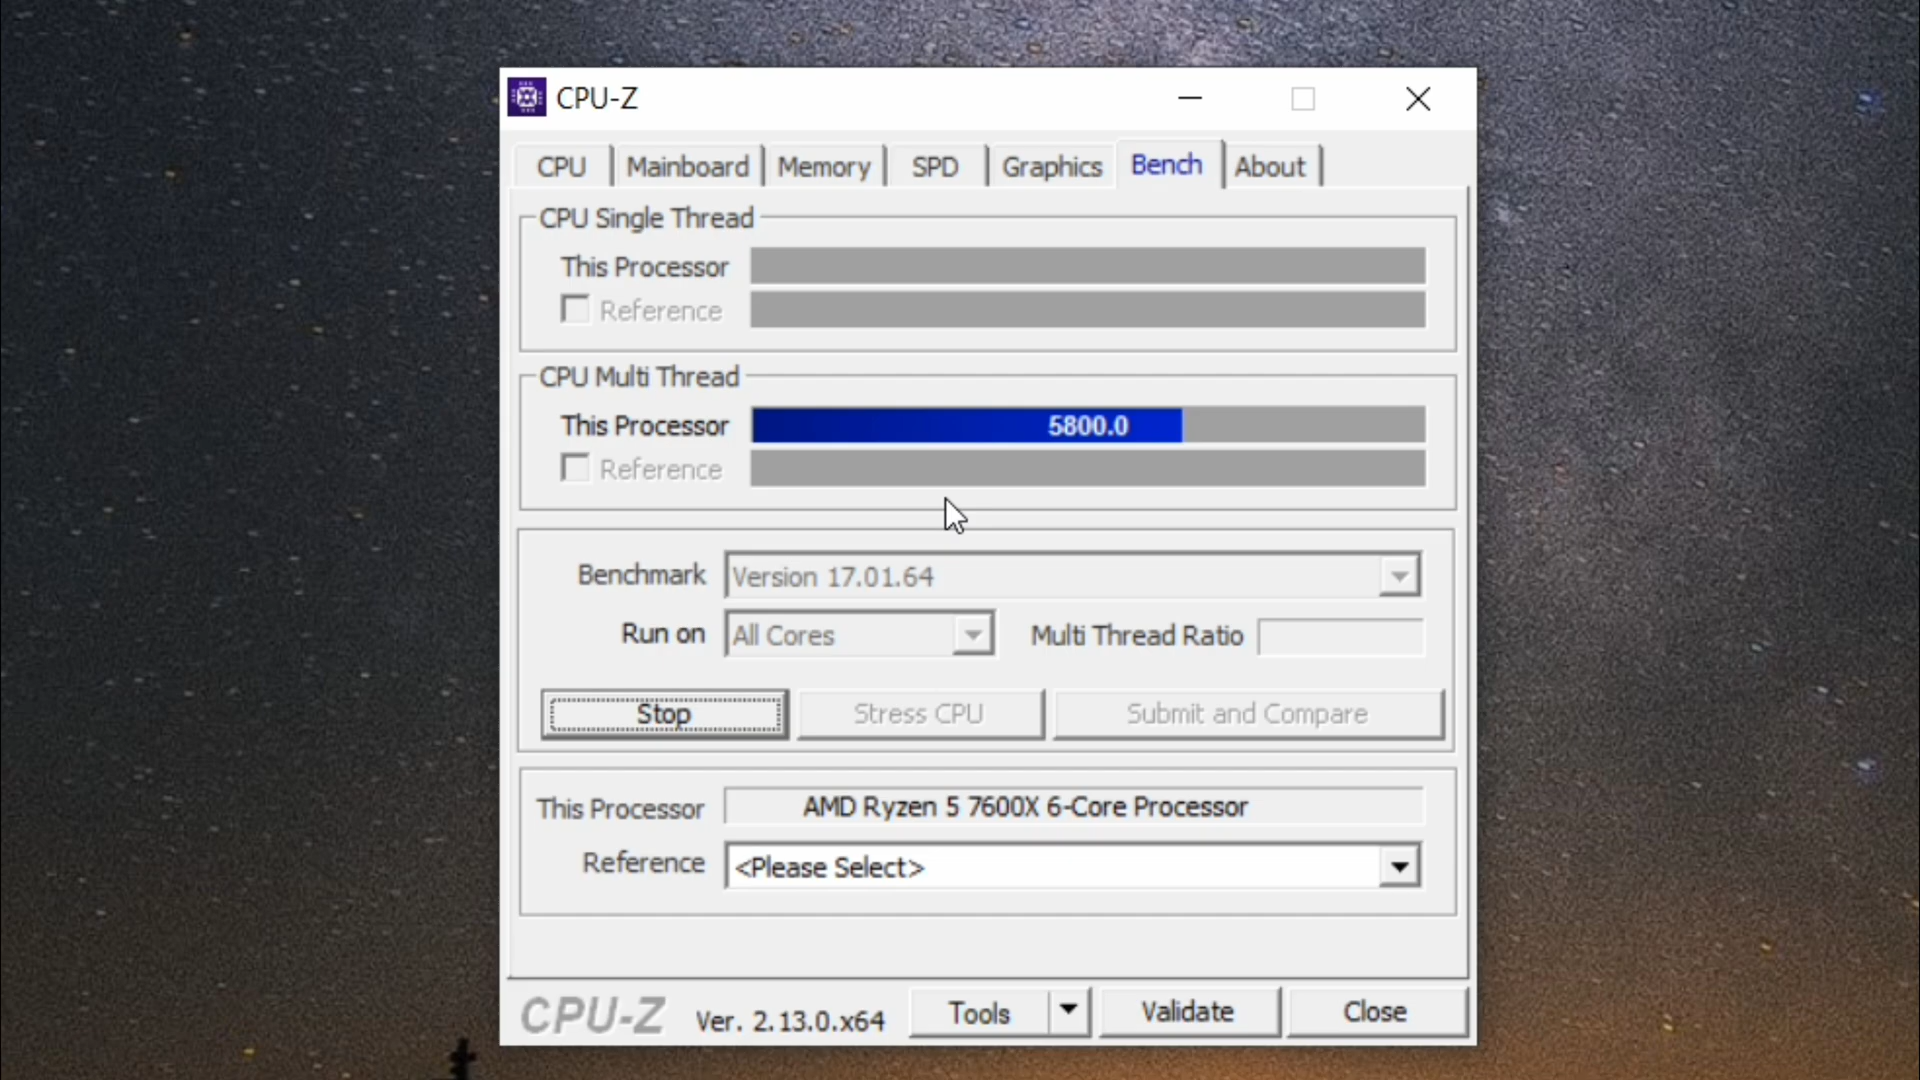 CPU-Z
CPU Mainboard Memory SPD Graphics Bench About
CPU Single Thread
This Processor
Reference
CPU Multi Thread
This Processor 5800.0
Reference
Benchmark Version 17.01.64
Run on All Cores Multi Thread Ratio
Stop Stress CPU Submit and Compare
This Processor AMD Ryzen 5 7600X 6-Core Processor
Reference <Please Select>
CPU-Z Ver. 2.13.0.x64 Tools Validate Close